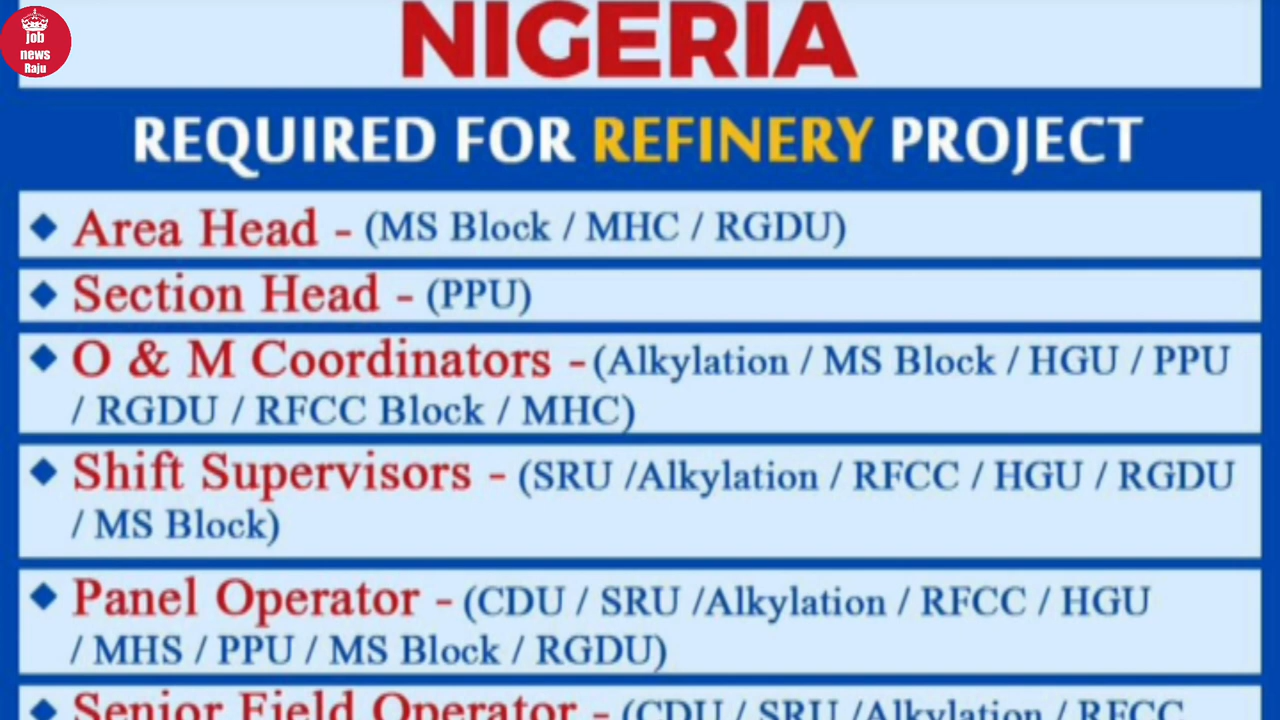 job
news
Raju
NIGERIA
REQUIRED FOR REFINERY PROJECT
Area Head - (MS Block / MHC / RGDU)
Section Head - (PPU)
O & M Coordinators - (Alkylation / MS Block / HGU / PPU
/ RGDU / RFCC Block / MHC)
Shift Supervisors - (SRU /Alkylation / RFCC / HGU / RGDU
/ MS Block)
Panel Operator - (CDU / SRU /Alkylation / RFCC / HGU
/ MHS / PPU / MS Block / RGDU)
Senior Field Operator - (CDU / SRU /Alkylation / RFCC